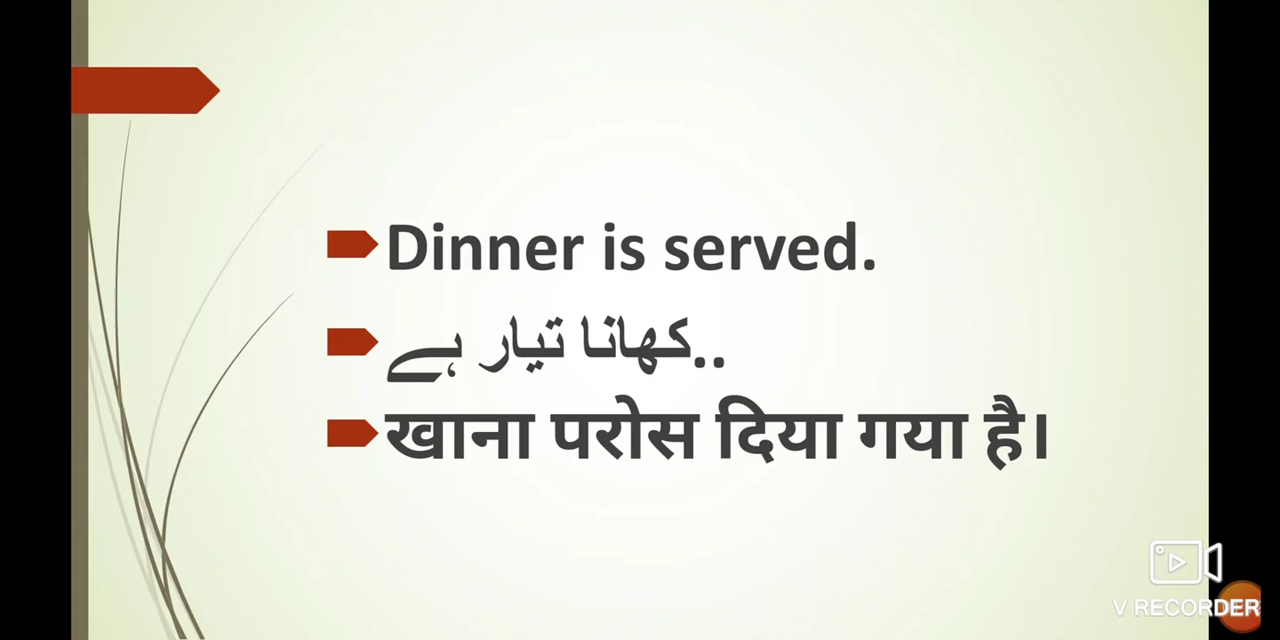 Dinner is served.
کھانا تیار ہے..
खाना परोस दिया गया है।
V RECORDER